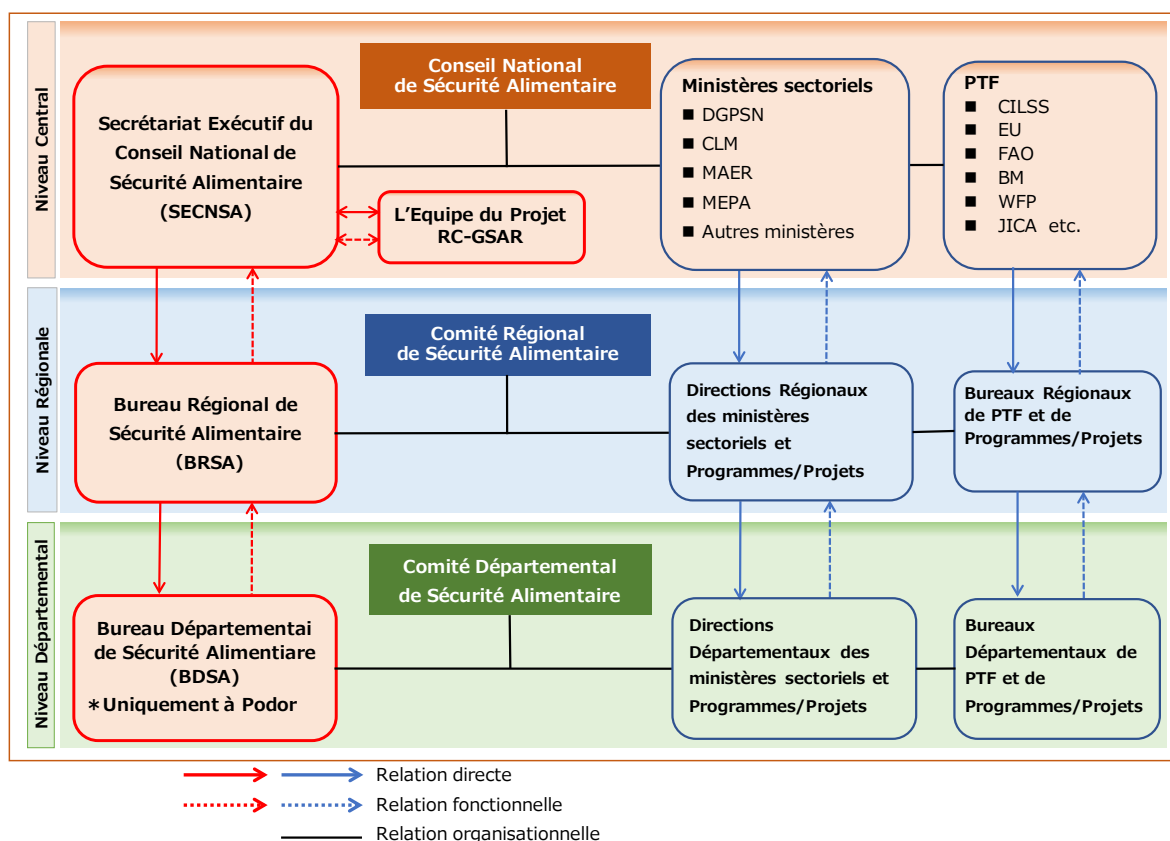 Niveau Central
Conseil National
de Sécurité Alimentaire
Secrétariat Exécutif du
Conseil National de
Sécurité Alimentaire
(SECNSA)
L'Equipe du Projet
RC-GSAR
Ministères sectoriels
■ DGPSN
■ CLM
■ MAER
■ MEPA
■ Autres ministères
PTF
■ CILSS
■ EU
■ FAO
■ BM
■ WFP
■ JICA etc.
Niveau Régionale
Comité Régional
de Sécurité Alimentaire
Bureau Régional de
Sécurité Alimentaire
(BRSA)
Directions Régionaux
des ministères
sectoriels et
Programmes/Projets
Bureaux Régionaux
de PTF et de
Programmes/Projets
Niveau Départemental
Comité Départemental
de Sécurité Alimentaire
Bureau Départementai
de Sécurité Alimentiare
(BDSA)
*Uniquement à Podor
Directions
Départementaux des
ministères sectoriels et
Programmes/Projets
Bureaux
Départementaux de
PTF et de
Programmes/Projets
Relation directe
Relation fonctionnelle
Relation organisationnelle